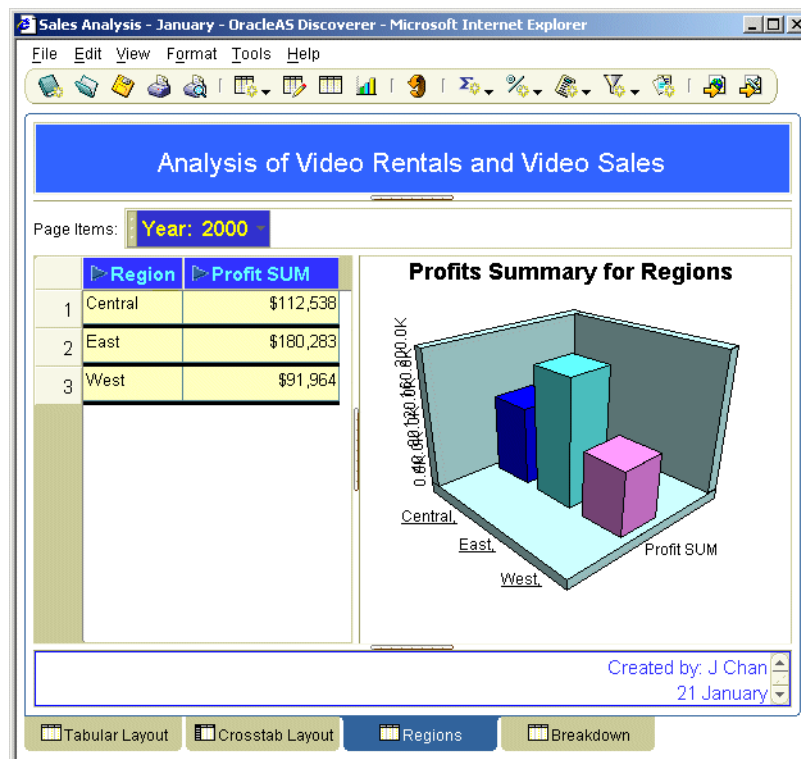 Sales Analysis - January - OracleAS Discoverer - Microsoft Internet Explorer
File Edit View Format Tools Help
Analysis of Video Rentals and Video Sales
Page Items: Year: 2000
Region Profit SUM
1 Central $112,538
2 East $180,283
3 West $91,964
Profits Summary for Regions
Central,
East,
West,
Profit SUM
Created by: J Chan
21 January
Tabular Layout Crosstab Layout Regions Breakdown